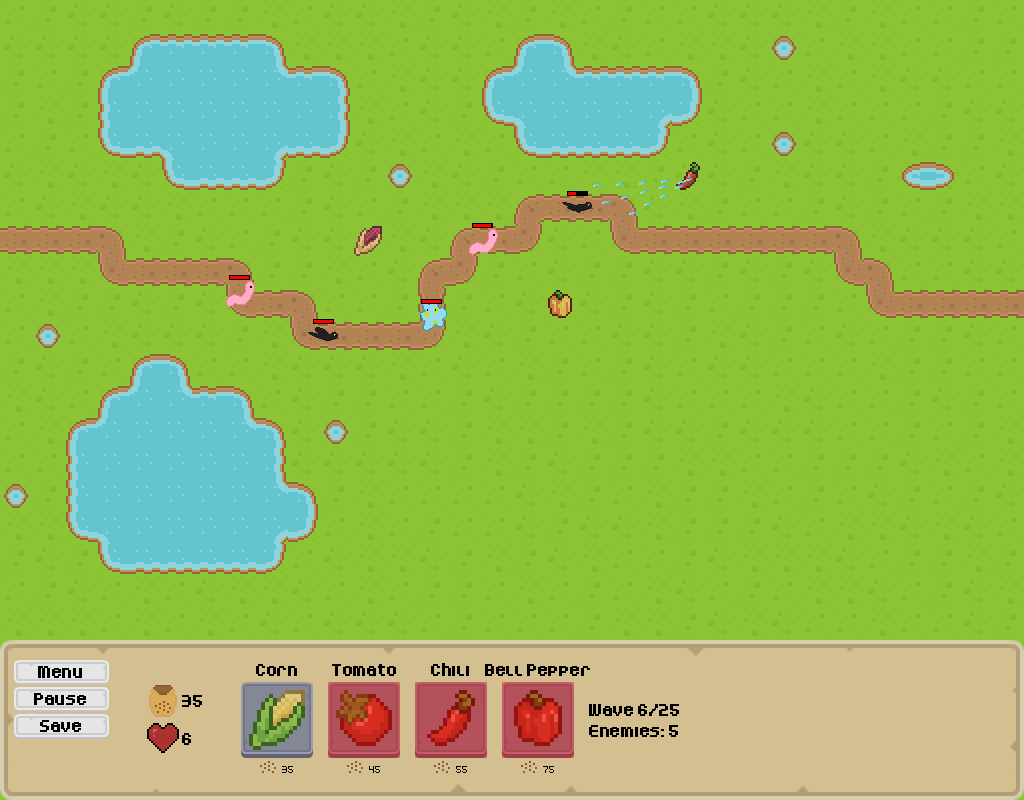 Menu
Pause
Save
35
6
Corn
Tomato
Chili
Bell Pepper
35
45
55
75
Wave 6/25
Enemies: 5